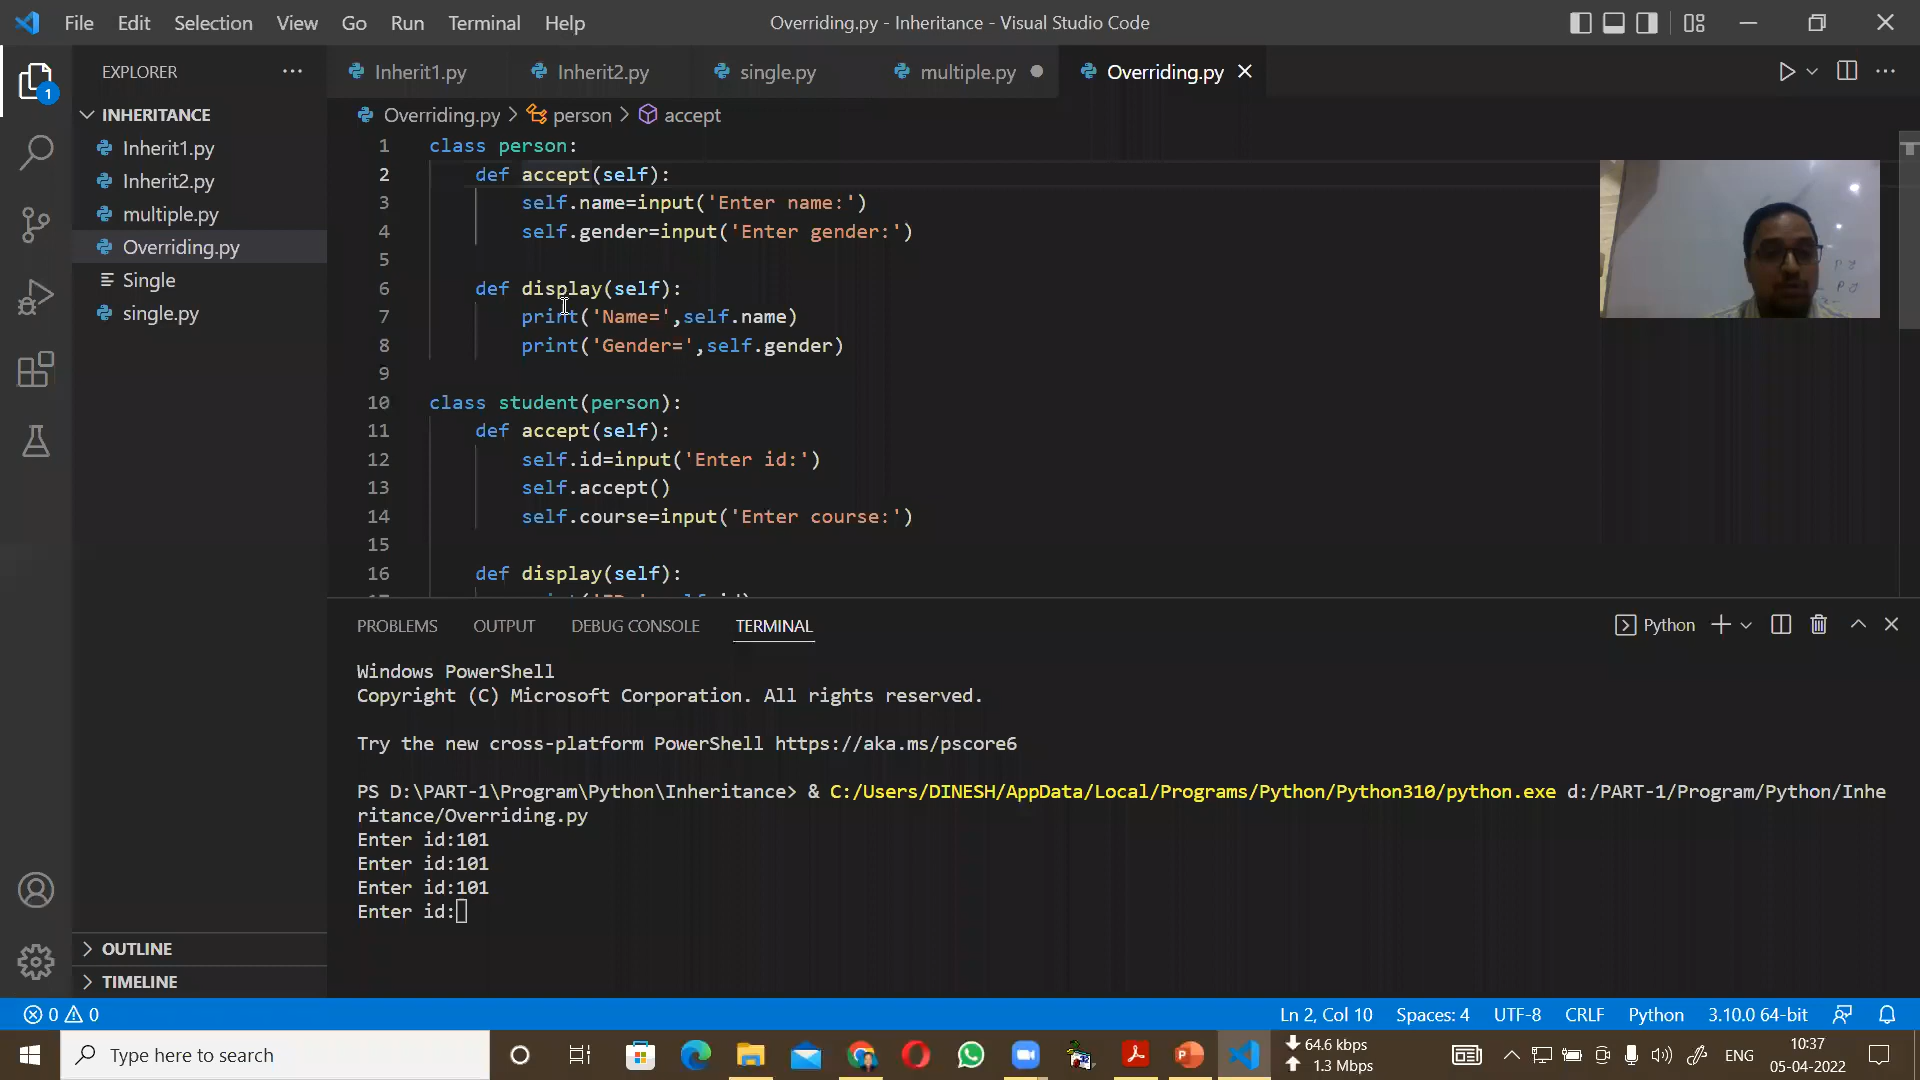 File Edit Selection View Go Run Terminal Help
Overriding.py - Inheritance - Visual Studio Code
EXPLORER
Inherit1.py
Inherit2.py
single.py
multiple.py
Overriding.py
INHERITANCE
Inherit1.py
Inherit2.py
multiple.py
Overriding.py
Single
single.py
Overriding.py > person > accept
1 class person:
2 def accept(self):
3 self.name=input('Enter name:')
4 self.gender=input('Enter gender:')
5
6 def display(self):
7 print('Name=',self.name)
8 print('Gender=',self.gender)
9
10 class student(person):
11 def accept(self):
12 self.id=input('Enter id:')
13 self.accept()
14 self.course=input('Enter course:')
15
16 def display(self):
PROBLEMS OUTPUT DEBUG CONSOLE TERMINAL
Python
Windows PowerShell
Copyright (C) Microsoft Corporation. All rights reserved.
Try the new cross-platform PowerShell https://aka.ms/pscore6
PS D:\PART-1\Program\Python\Inheritance> & C:/Users/DINESH/AppData/Local/Programs/Python/Python310/python.exe d:/PART-1/Program/Python/Inhe
ritance/Overriding.py
Enter id:101
Enter id:101
Enter id:101
Enter id:
OUTLINE
TIMELINE
1
0 0
Ln 2, Col 10 Spaces: 4 UTF-8 CRLF Python 3.10.0 64-bit
Type here to search
64.6 kbps
1.3 Mbps
ENG
10:37
05-04-2022